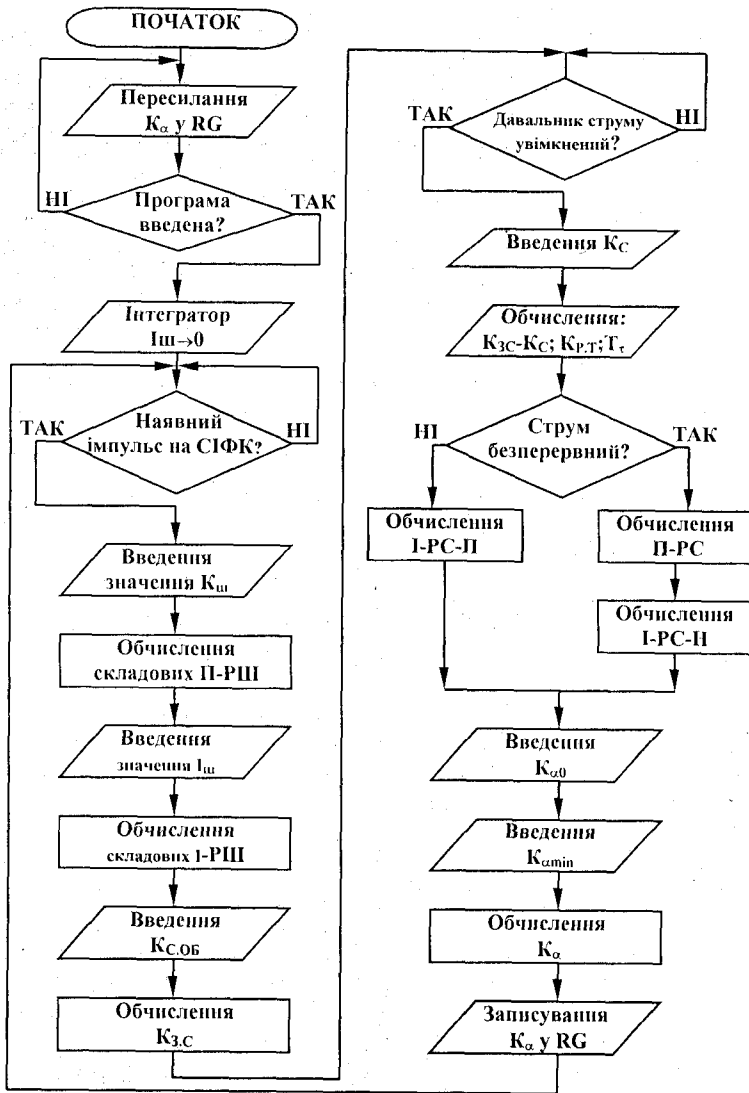 ПОЧАТОК
Пересилання
Kα у RG
НІ
Програма
введена?
ТАК
Інтегратор
Iш→0
ТАК
Наявний
імпульс на СІФК?
НІ
Введення
значення Kш
Обчислення
складових П-РШ
Введення
значення Iш
Обчислення
складових І-РШ
Введення
KС.ОБ
Обчислення
KЗ.С
ТАК
Давальник струму
увімкнений?
НІ
Введення KС
Обчислення:
KЗС-KС; KР.Т; Tτ
НІ
Струм
безперервний?
ТАК
Обчислення
І-РС-П
Обчислення
П-РС
Обчислення
І-РС-Н
Введення
Kα0
Введення
Kαmin
Обчислення
Kα
Записування
Kα у RG